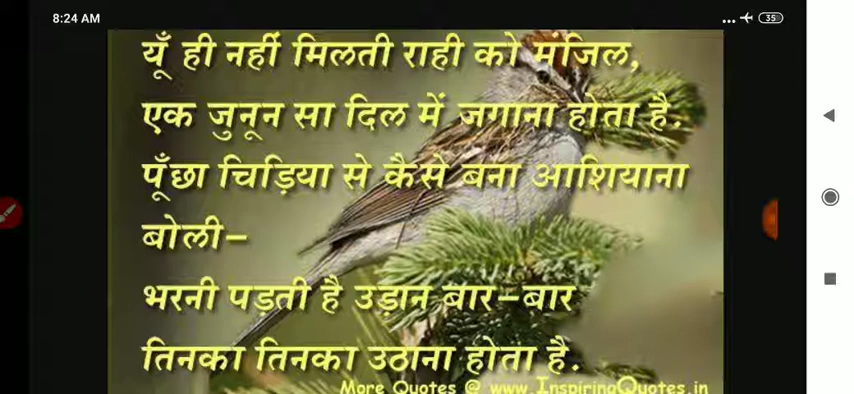 8:24 AM
35
यूँ ही नहीं मिलती राही को मंजिल,
एक जुनून सा दिल में जगाना होता है.
पूँछा चिड़िया से कैसे बना आशियाना
बोली-
भरनी पड़ती है उड़ान बार-बार
तिनका तिनका उठाना होता है.
More Quotes @ www.InspiringQuotes.in